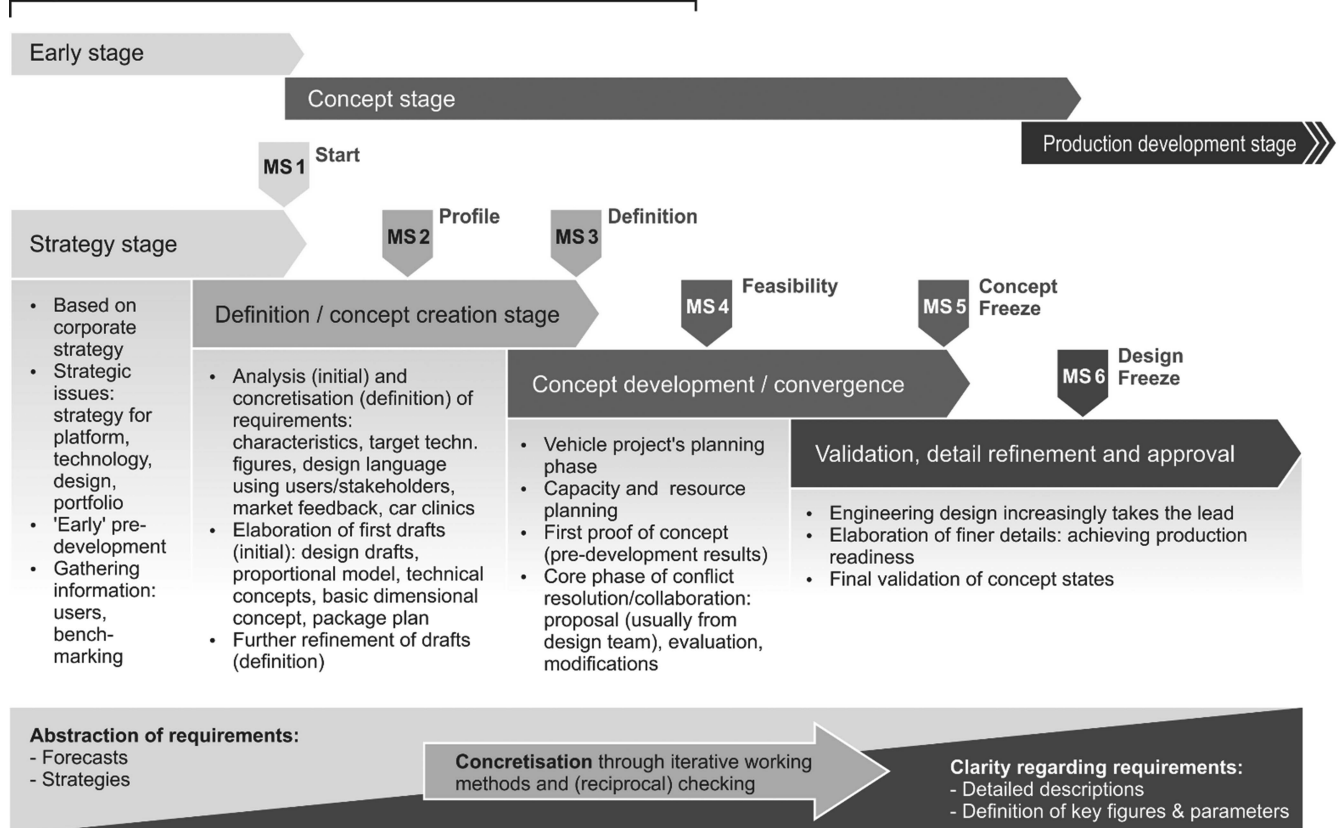 Early stage
Concept stage
Production development stage
MS 1
Start
Strategy stage
MS 2
Profile
MS 3
Definition
• Based on
corporate
strategy
• Strategic
issues:
strategy for
platform,
technology,
design,
portfolio
• 'Early' pre-
development
• Gathering
information:
users,
bench-
marking
Definition / concept creation stage
MS 4
Feasibility
MS 5
Concept
Freeze
• Analysis (initial) and
concretisation (definition) of
requirements:
characteristics, target techn.
figures, design language
using users/stakeholders,
market feedback, car clinics
• Elaboration of first drafts
(initial): design drafts,
proportional model, technical
concepts, basic dimensional
concept, package plan
• Further refinement of drafts
(definition)
Concept development / convergence
MS 6
Design
Freeze
• Vehicle project's planning
phase
• Capacity and resource
planning
• First proof of concept
(pre-development results)
• Core phase of conflict
resolution/collaboration:
proposal (usually from
design team), evaluation,
modifications
Validation, detail refinement and approval
• Engineering design increasingly takes the lead
• Elaboration of finer details: achieving production
readiness
• Final validation of concept states
Abstraction of requirements:
- Forecasts
- Strategies
Concretisation through iterative working
methods and (reciprocal) checking
Clarity regarding requirements:
- Detailed descriptions
- Definition of key figures & parameters